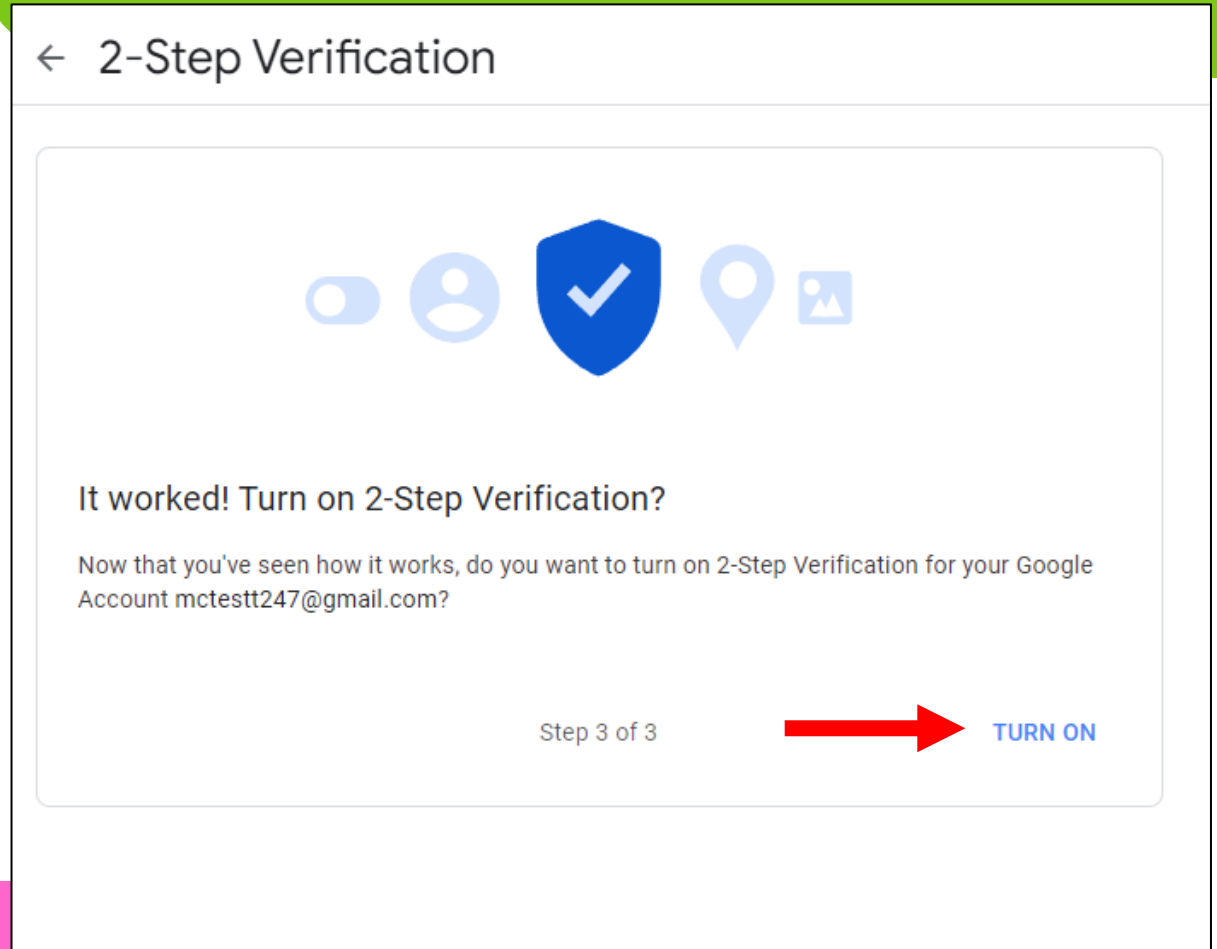 2-Step Verification
It worked! Turn on 2-Step Verification?
Now that you've seen how it works, do you want to turn on 2-Step Verification for your Google
Account mctestt247@gmail.com?
Step 3 of 3
TURN ON